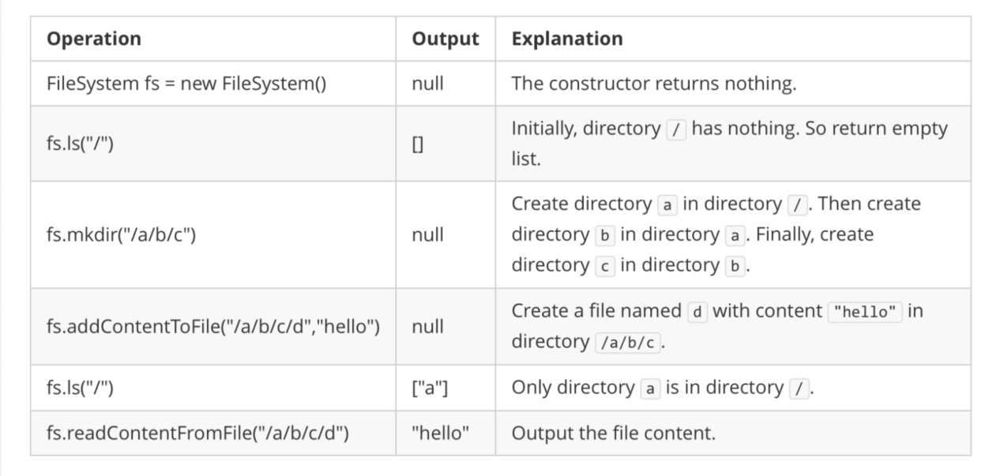 Operation Output Explanation
FileSystem fs = new FileSystem() null The constructor returns nothing.
fs.ls("/") [] Initially, directory / has nothing. So return empty
list.
fs.mkdir("/a/b/c") null Create directory a in directory /. Then create
directory b in directory a. Finally, create
directory c in directory b.
fs.addContentToFile("/a/b/c/d","hello") null Create a file named d with content "hello" in
directory /a/b/c.
fs.ls("/") ["a"] Only directory a is in directory /.
fs.readContentFromFile("/a/b/c/d") "hello" Output the file content.